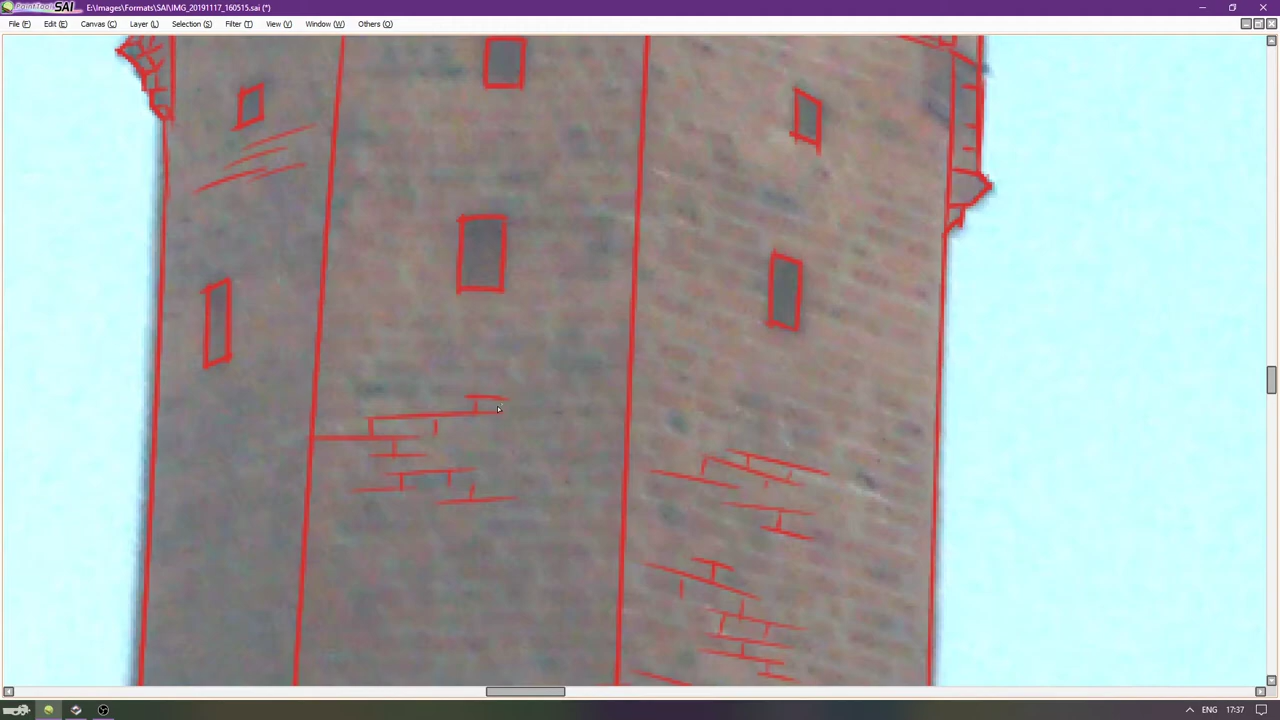 PaintTool SAI E:\Images\Formats\SAI\IMG_20191117_160515.sai (*)
File (F) Edit (E) Canvas (C) Layer (L) Selection (S) Filter (T) View (V) Window (W) Others (O)
ENG 17:37